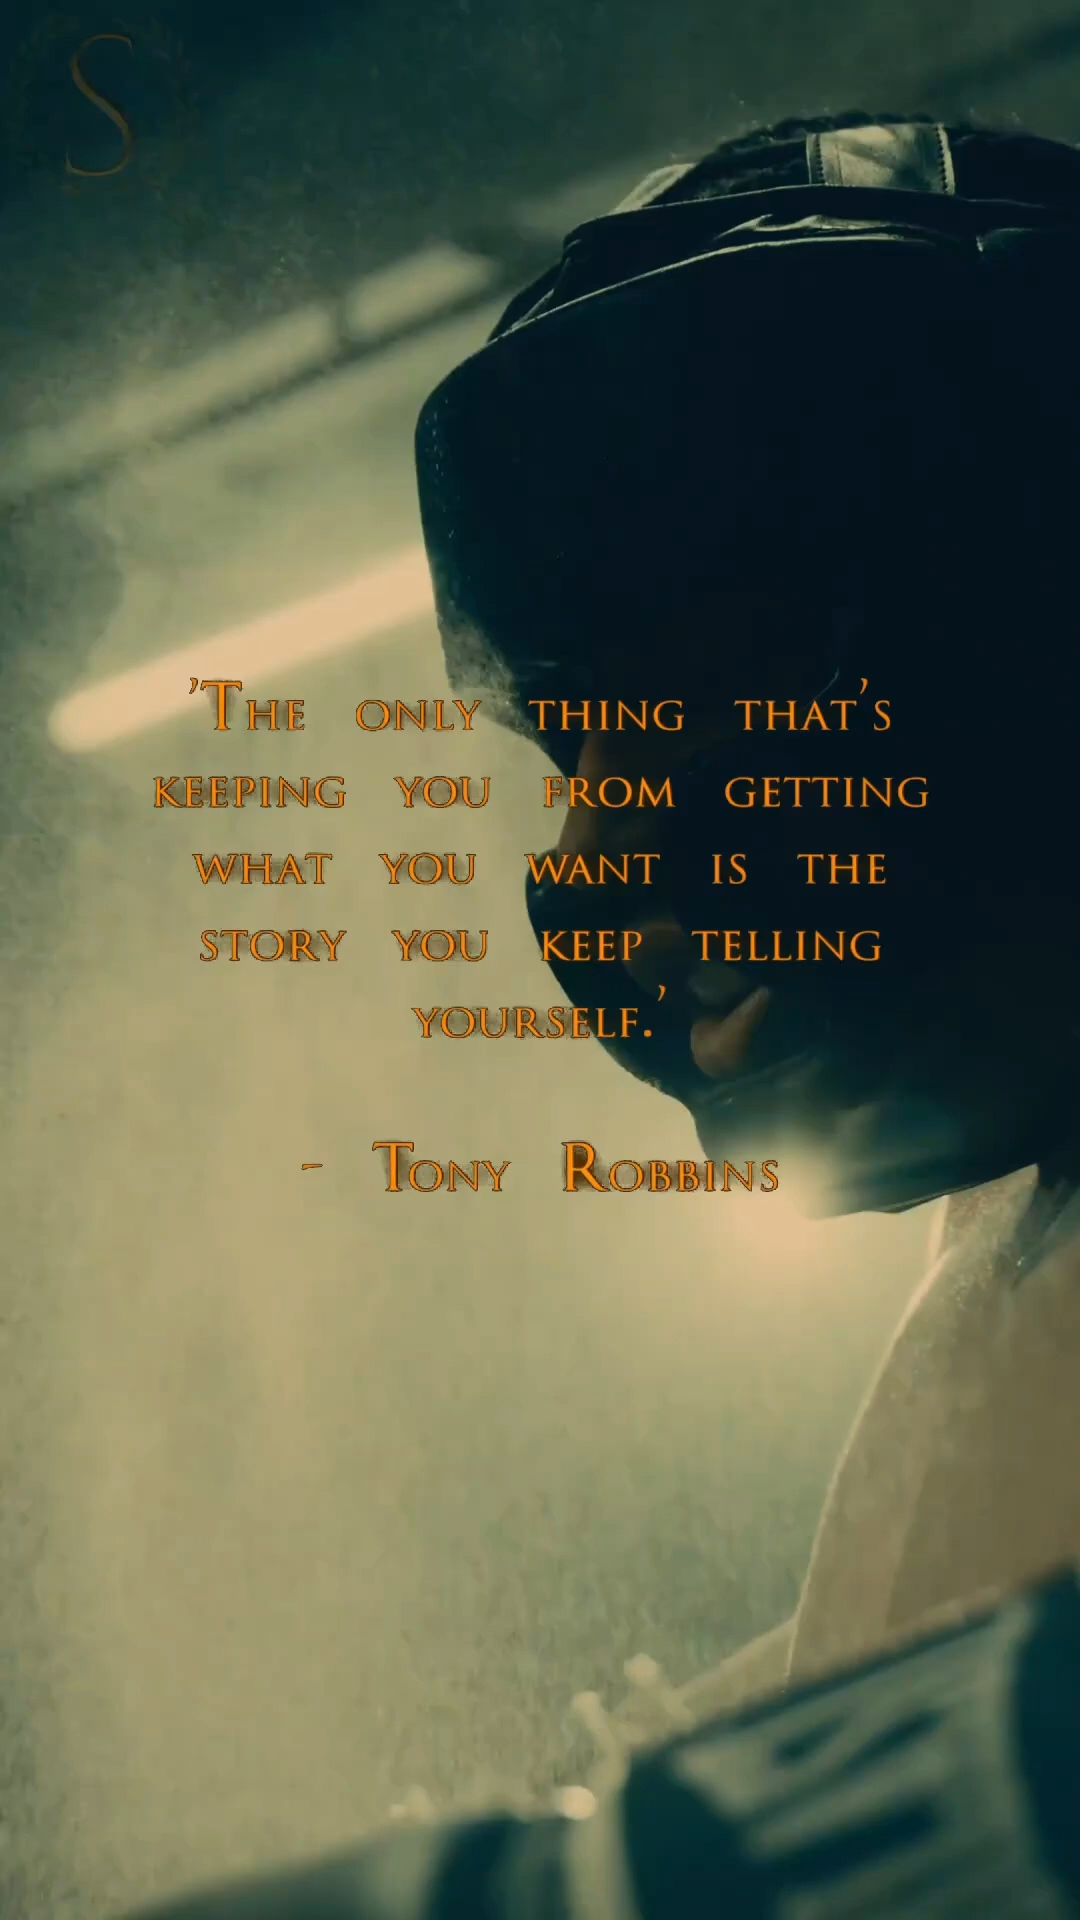 S
'The only thing that's
keeping you from getting
what you want is the
story you keep telling
yourself.'
- Tony Robbins